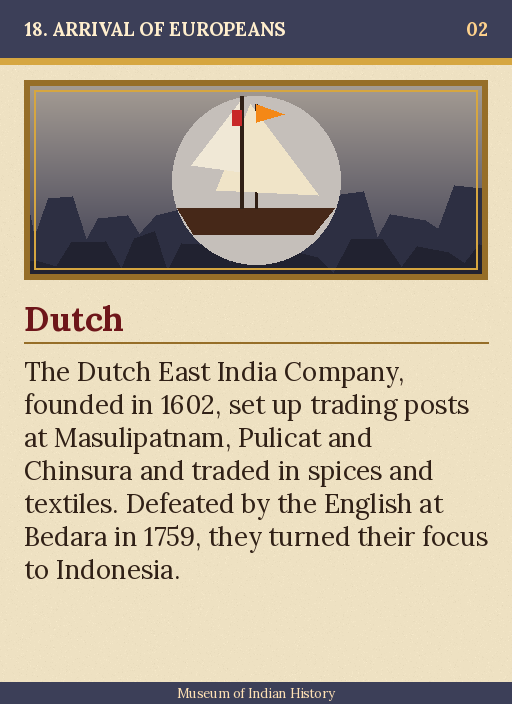 18. ARRIVAL OF EUROPEANS
02
Dutch
The Dutch East India Company,
founded in 1602, set up trading posts
at Masulipatnam, Pulicat and
Chinsura and traded in spices and
textiles. Defeated by the English at
Bedara in 1759, they turned their focus
to Indonesia.
Museum of Indian History